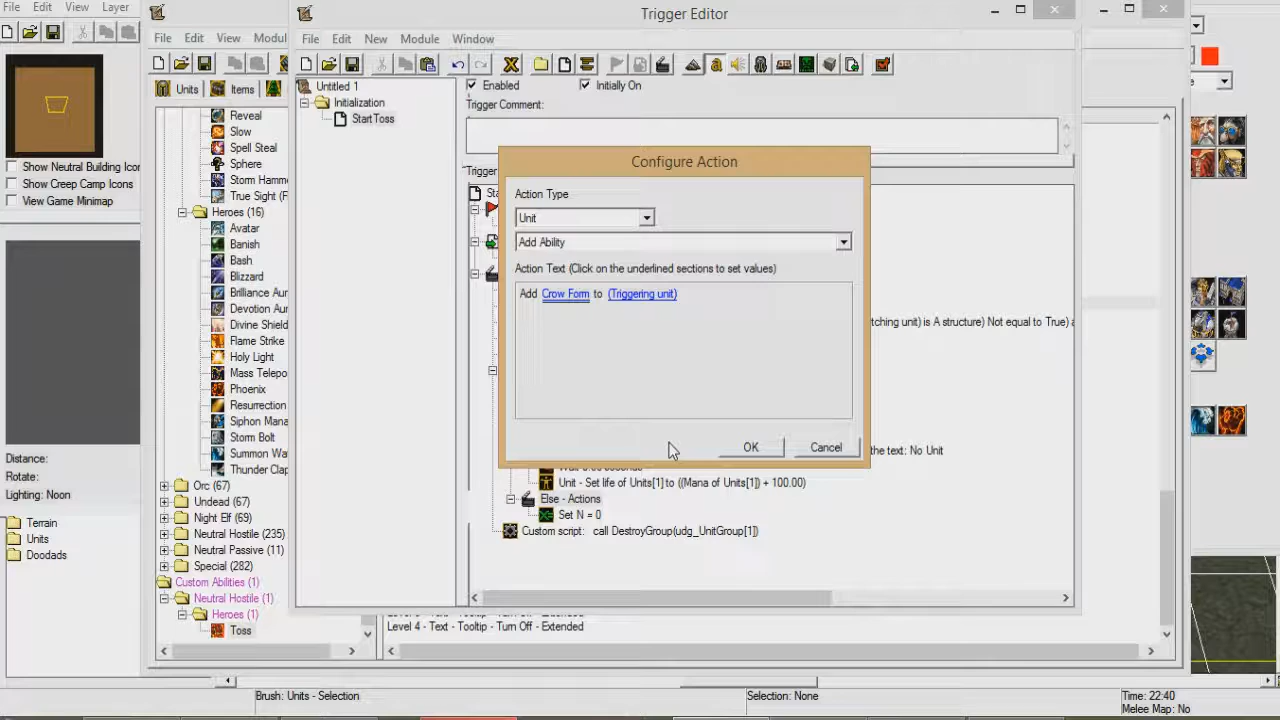 File Edit View Layer
Show Neutral Building Icon
Show Creep Camp Icons
View Game Minimap
Distance:
Rotate:
Lighting: Noon
Terrain
Units
Doodads
File Edit View Modul
Units Items
Reveal
Slow
Spell Steal
Sphere
Storm Hamme
True Sight (F
Heroes (16)
Avatar
Banish
Bash
Blizzard
Brilliance Aur
Devotion Aur
Divine Shield
Flame Strike
Holy Light
Mass Telepo
Phoenix
Resurrection
Siphon Mana
Storm Bolt
Summon Wa
Thunder Clap
Orc (67)
Undead (67)
Night Elf (69)
Neutral Hostile (235)
Neutral Passive (11)
Special (282)
Custom Abilities (1)
Neutral Hostile (1)
Heroes (1)
Toss
Trigger Editor
File Edit New Module Window
Untitled 1
Initialization
StartToss
Enabled Initially On
Trigger Comment:
Trigger
Sta
Configure Action
Action Type
Unit
Add Ability
Action Text (Click on the underlined sections to set values)
Add Crow Form to (Triggering unit)
OK Cancel
tching unit) is A structure) Not equal to True) a
the text: No Unit
Unit - Set life of Units[1] to ((Mana of Units[1]) + 100.00)
Else - Actions
Set N = 0
Custom script: call DestroyGroup(udg_UnitGroup[1])
Level 4 - Text - Tooltip - Turn Off - Extended
Brush: Units - Selection
Selection: None
Time: 22:40
Melee Map: No